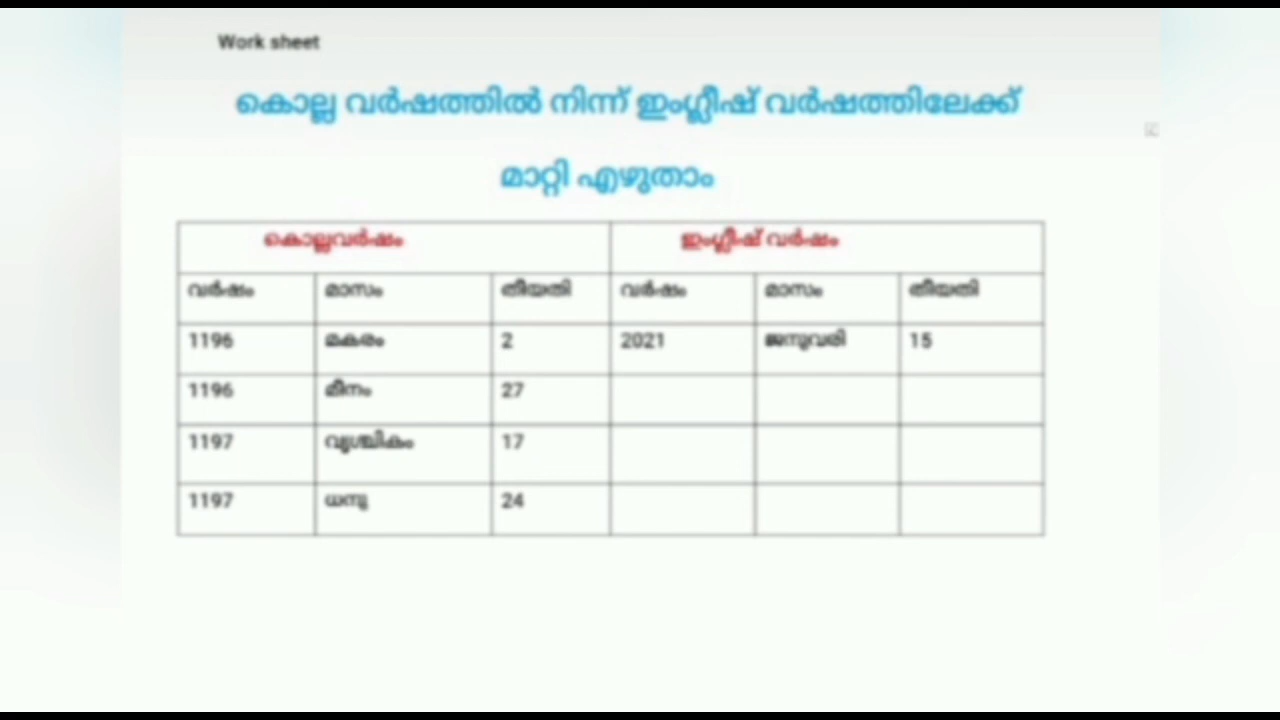 Work sheet
കൊല്ല വർഷത്തിൽ നിന്ന് ഇംഗ്ലീഷ് വർഷത്തിലേക്ക്
മാറ്റി എഴുതാം
കൊല്ലവർഷം ഇംഗ്ലീഷ് വർഷം
വർഷം മാസം തീയതി വർഷം മാസം തീയതി
1196 മകരം 2 2021 ജനുവരി 15
1196 മീനം 27
1197 വൃശ്ചികം 17
1197 ധനു 24